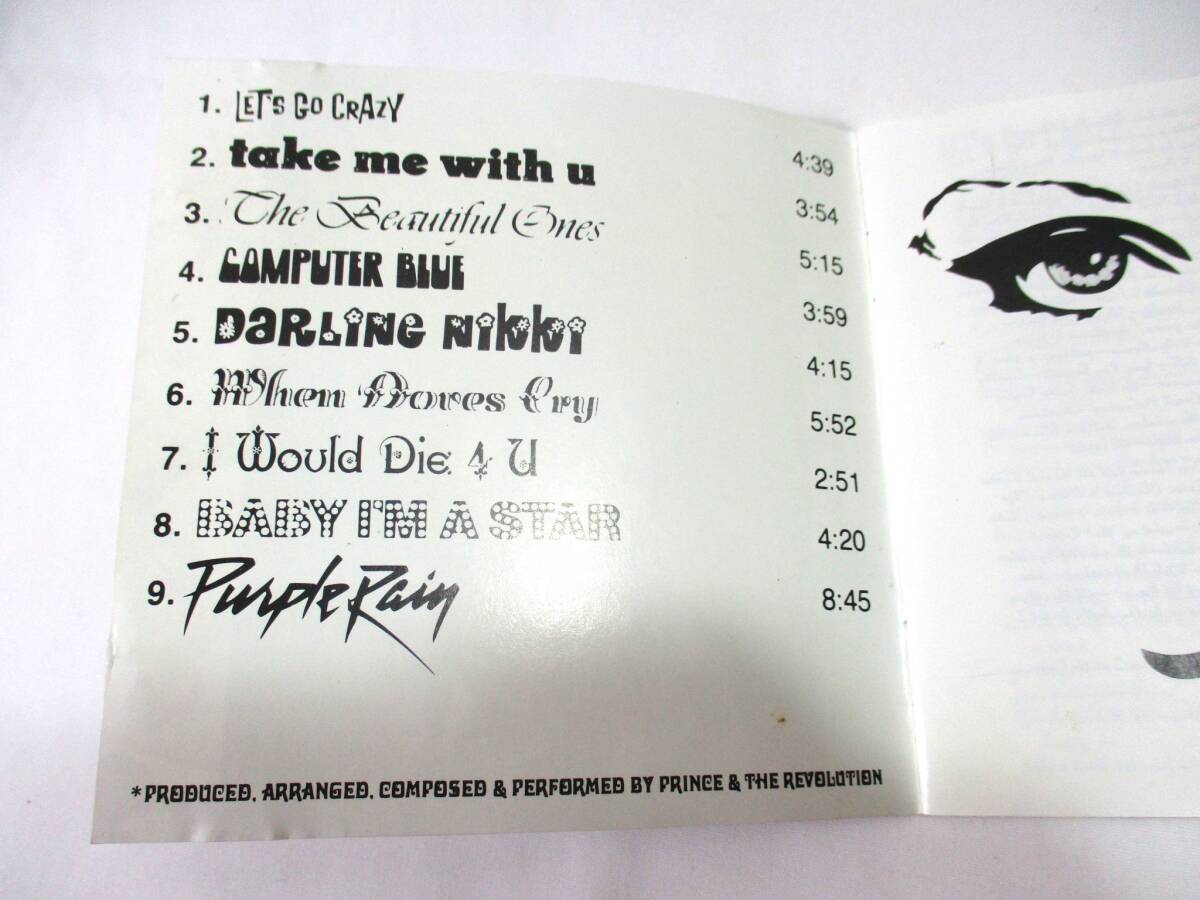 1. LET'S GO CRAZY 4:39
2. take me with u 3:54
3. The Beautiful Ones 5:15
4. COMPUTER BLUE 3:59
5. DARLING NIKKI 4:15
6. When Doves Cry 5:52
7. I Would Die 4 U 2:51
8. BABY I'M A STAR 4:20
9. Purple Rain 8:45
*PRODUCED, ARRANGED, COMPOSED & PERFORMED BY PRINCE & THE REVOLUTION